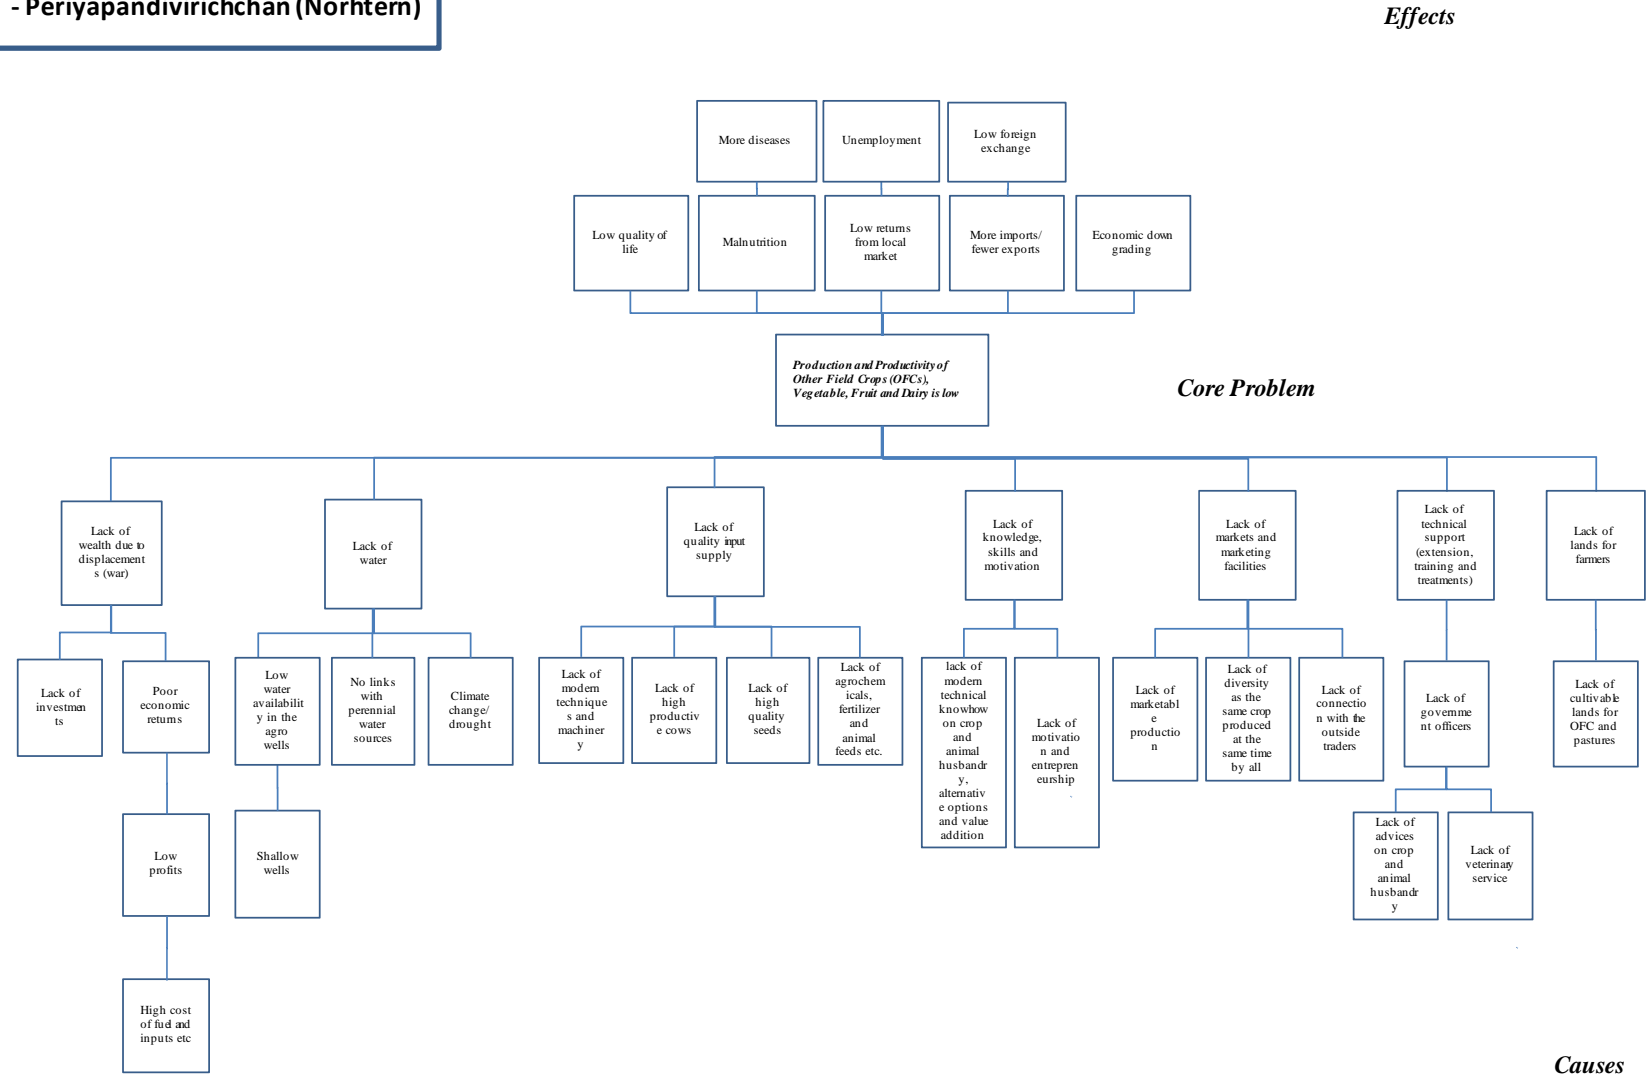 - Periyapandivirichchan (Norhtern)
Effects
More diseases
Unemployment
Low foreign
exchange
Low quality of
life
Malnutrition
Low returns
from local
market
More imports/
fewer exports
Economic down
grading
Production and Productivity of
Other Field Crops (OFCs),
Vegetable, Fruit and Dairy is low
Core Problem
Lack of
wealth due to
displacement
s (war)
Lack of
water
Lack of
quality input
supply
Lack of
knowledge,
skills and
motivation
Lack of
markets and
marketing
facilities
Lack of
technical
support
(extension,
training and
treatments)
Lack of
lands for
farmers
Lack of
investmen
ts
Poor
economic
returns
Low
water
availabilit
y in the
agro
wells
No links
with
perennial
water
sources
Climate
change/
drought
Lack of
modern
technique
s and
machiner
y
Lack of
high
productiv
e cows
Lack of
high
quality
seeds
Lack of
agrochem
icals,
fertilizer
and
animal
feeds etc.
lack of
modern
technical
knowhow
on crop
and
animal
husbandr
y,
alternativ
e options
and value
addition
Lack of
motivatio
n and
entrepren
eurship
Lack of
marketabl
e
productio
n
Lack of
diversity
as the
same crop
produced
at the
same time
by all
Lack of
connectio
n with the
outside
traders
Lack of
governme
nt officers
Lack of
cultivable
lands for
OFC and
pastures
Low
profits
Shallow
wells
Lack of
advices
on crop
and
animal
husbandr
y
Lack of
veterinary
service
High cost
of fuel and
inputs etc
Causes